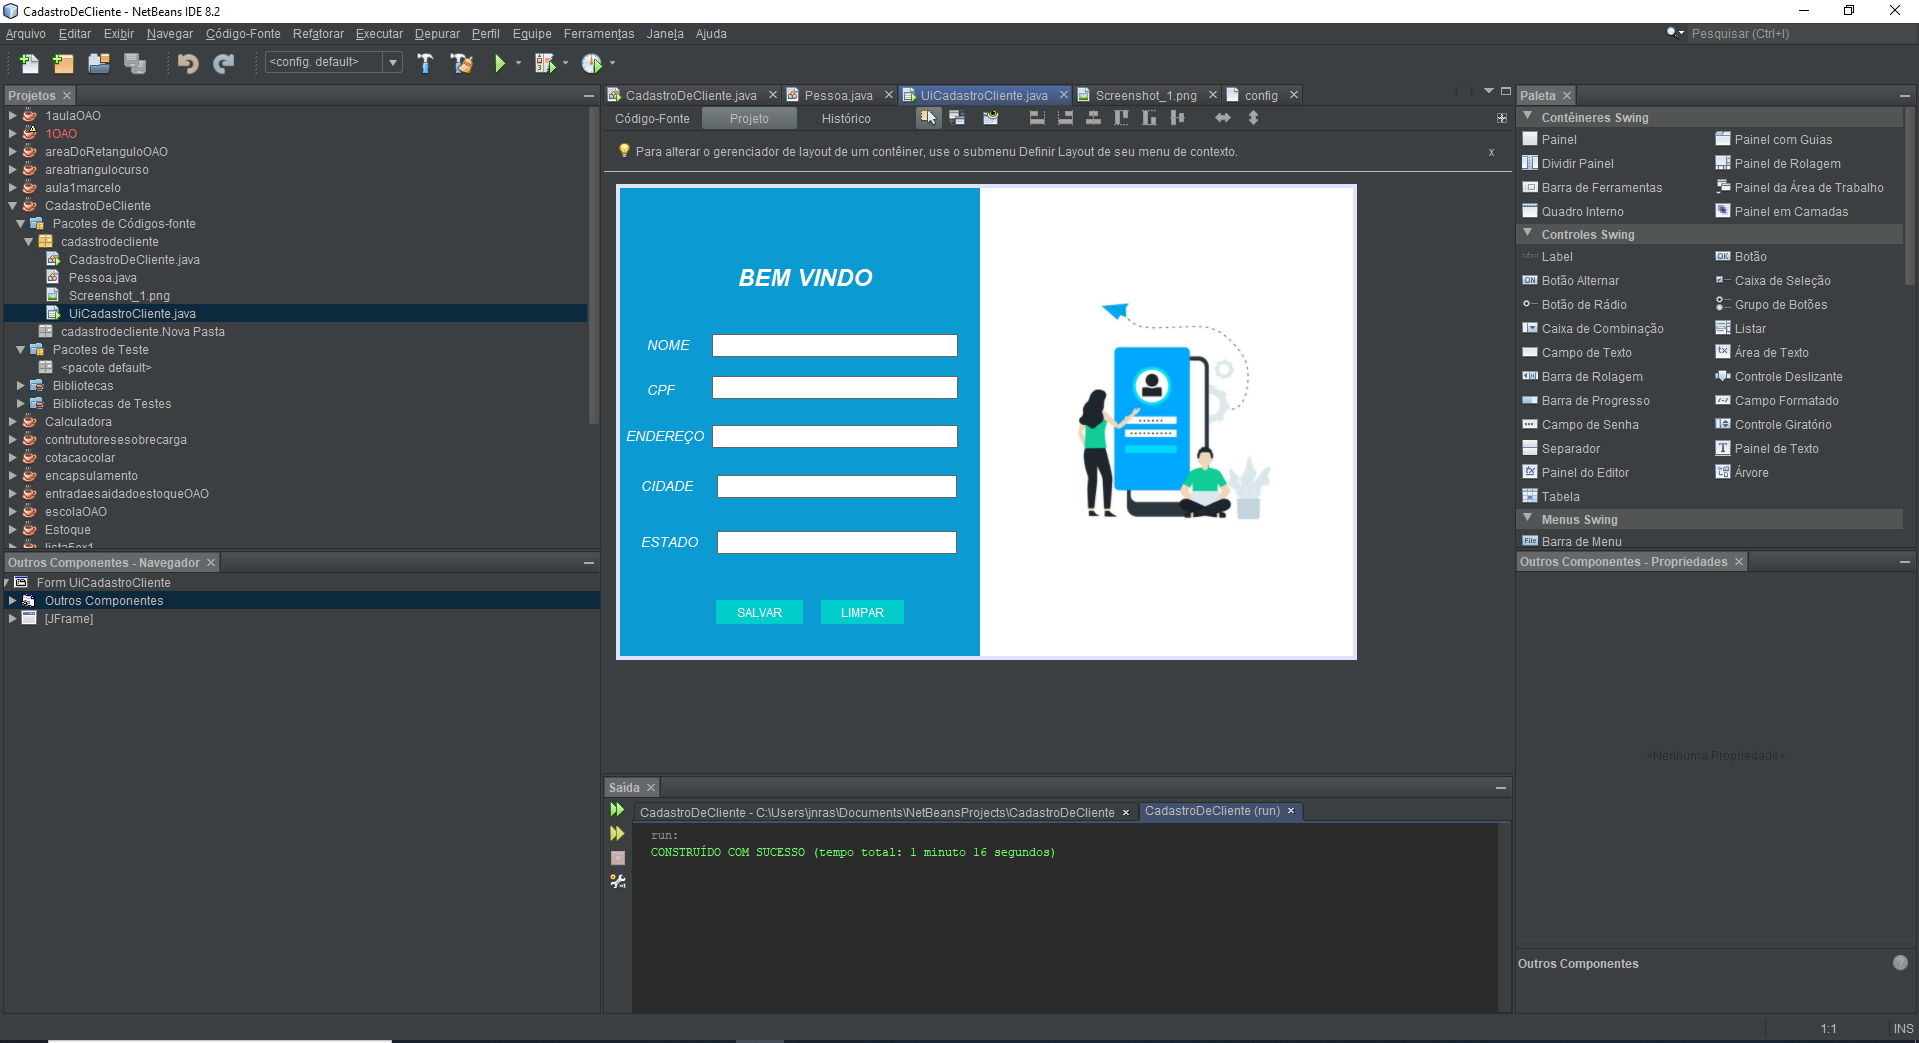 CadastroDeCliente - NetBeans IDE 8.2
Arquivo Editar Exibir Navegar Código-Fonte Refatorar Executar Depurar Perfil Equipe Ferramentas Janela Ajuda
Pesquisar (Ctrl+I)
<config. default>
Projetos
1aulaOAO
1OAO
areaDoRetanguloOAO
areatriangulocurso
aula1marcelo
CadastroDeCliente
Pacotes de Códigos-fonte
cadastrodecliente
CadastroDeCliente.java
Pessoa.java
Screenshot_1.png
UiCadastroCliente.java
cadastrodecliente.Nova Pasta
Pacotes de Teste
<pacote default>
Bibliotecas
Bibliotecas de Testes
Calculadora
contrututoresesobrecarga
cotacaocolar
encapsulamento
entradaesaidadoestoqueOAO
escolaOAO
Estoque
Outros Componentes - Navegador
Form UiCadastroCliente
Outros Componentes
[JFrame]
CadastroDeCliente.java Pessoa.java UiCadastroCliente.java Screenshot_1.png config
Código-Fonte Projeto Histórico
Para alterar o gerenciador de layout de um contêiner, use o submenu Definir Layout de seu menu de contexto. x
BEM VINDO
NOME
CPF
ENDEREÇO
CIDADE
ESTADO
SALVAR LIMPAR
Saída
CadastroDeCliente - C:\Users\jnras\Documents\NetBeansProjects\CadastroDeCliente CadastroDeCliente (run)
run:
CONSTRUÍDO COM SUCESSO (tempo total: 1 minuto 16 segundos)
Paleta
Contêineres Swing
Painel Painel com Guias
Dividir Painel Painel de Rolagem
Barra de Ferramentas Painel da Área de Trabalho
Quadro Interno Painel em Camadas
Controles Swing
Label Botão
Botão Alternar Caixa de Seleção
Botão de Rádio Grupo de Botões
Caixa de Combinação Listar
Campo de Texto Área de Texto
Barra de Rolagem Controle Deslizante
Barra de Progresso Campo Formatado
Campo de Senha Controle Giratório
Separador Painel de Texto
Painel do Editor Árvore
Tabela
Menus Swing
Barra de Menu
Outros Componentes - Propriedades
<Nenhuma Propriedade>
Outros Componentes
1:1 INS